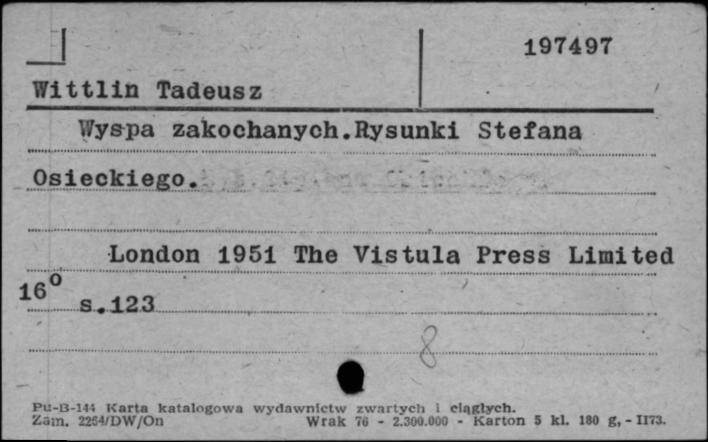 197497
Wittlin Tadeusz
Wyspa zakochanych.Rysunki Stefana
Osieckiego.
London 1951 The Vistula Press Limited
16⁰
s.123
8
Pu-B-144 Karta katalogowa wydawnictw zwartych i ciągłych.
Zam. 2264/DW/On Wrak 76 - 2.300.000 - Karton 5 kl. 180 g, - II73.